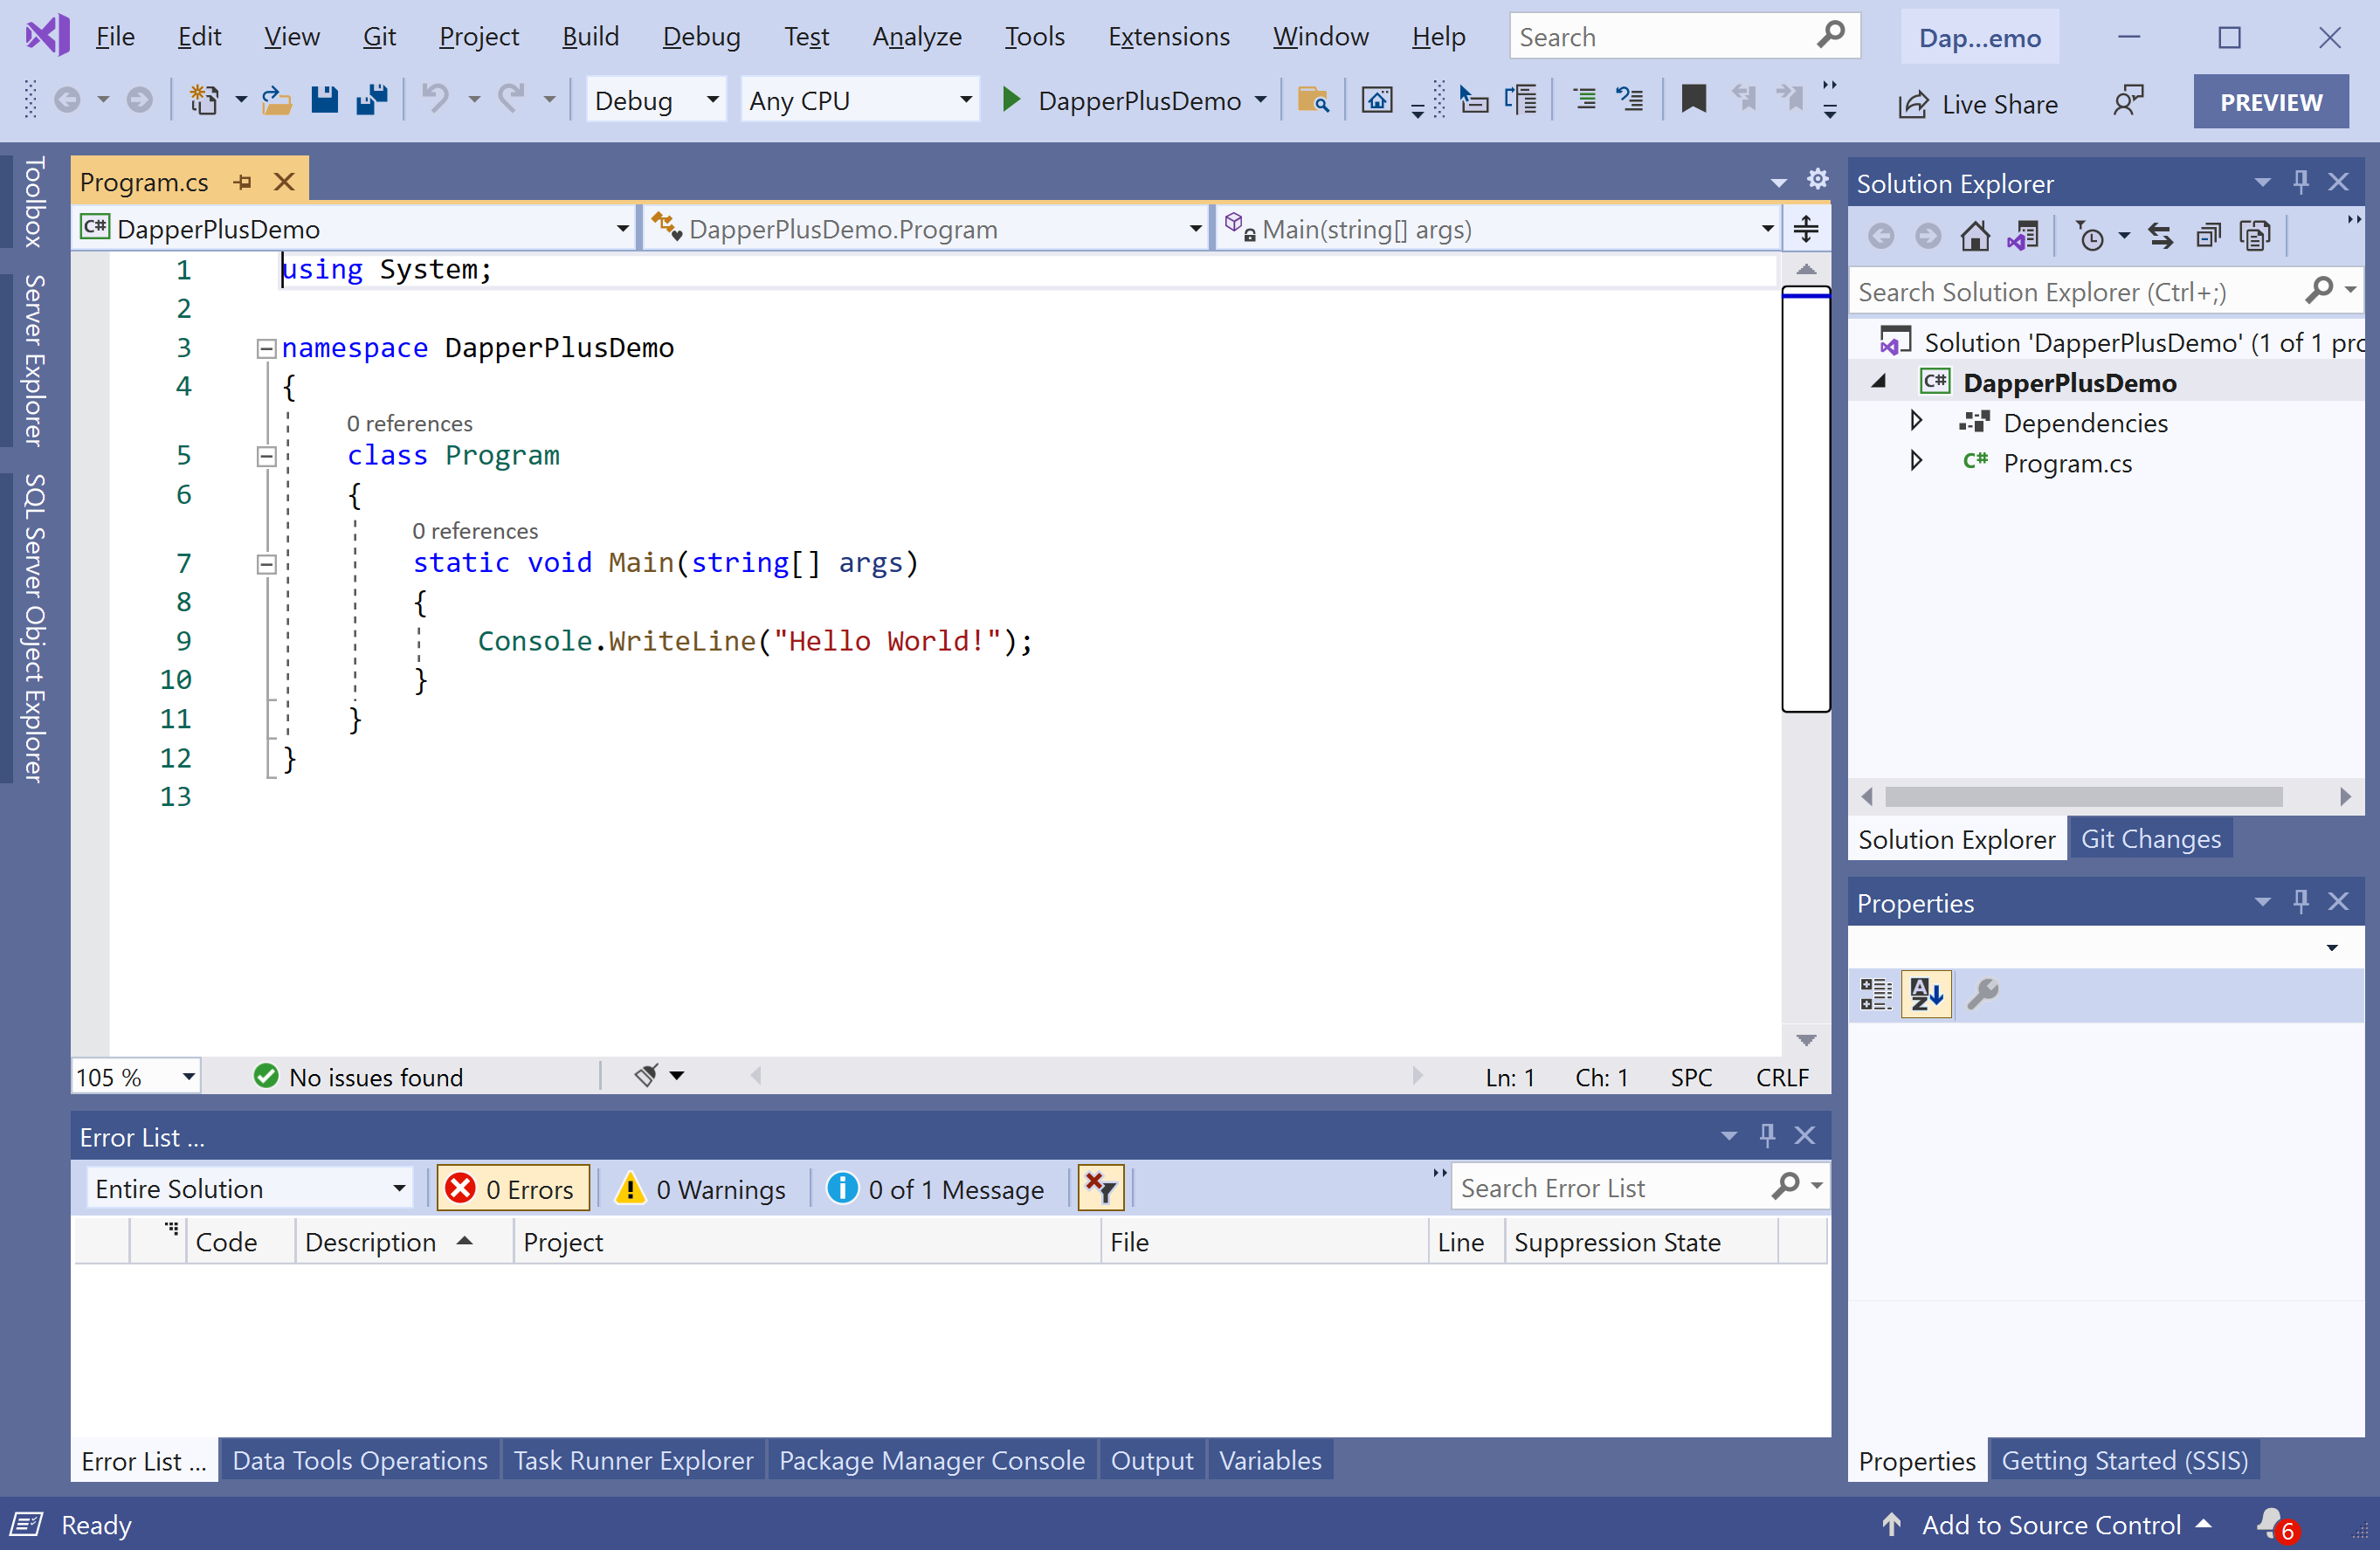 File Edit View Git Project Build Debug Test Analyze Tools Extensions Window Help Search Dap...emo
Debug Any CPU DapperPlusDemo Live Share PREVIEW
Toolbox
Server Explorer
SQL Server Object Explorer
Program.cs
C# DapperPlusDemo DapperPlusDemo.Program Main(string[] args)
1 using System;
2
3 namespace DapperPlusDemo
4 {
0 references
5 class Program
6 {
0 references
7 static void Main(string[] args)
8 {
9 Console.WriteLine("Hello World!");
10 }
11 }
12 }
13
105 % No issues found Ln: 1 Ch: 1 SPC CRLF
Solution Explorer
Search Solution Explorer (Ctrl+;)
Solution 'DapperPlusDemo' (1 of 1 pro
C# DapperPlusDemo
Dependencies
C# Program.cs
Solution Explorer Git Changes
Properties
AZ
Properties Getting Started (SSIS)
Error List ...
Entire Solution 0 Errors 0 Warnings 0 of 1 Message Search Error List
Code Description Project File Line Suppression State
Error List ... Data Tools Operations Task Runner Explorer Package Manager Console Output Variables
Ready Add to Source Control 6